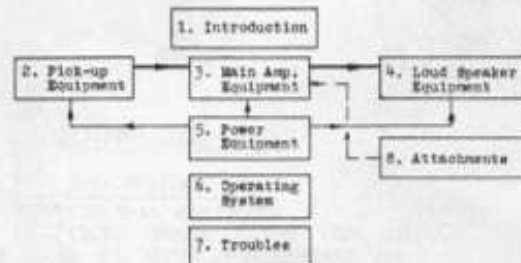 1. Introduction
2. Pick-up
Equipment
3. Main Amp.
Equipment
4. Loud Speaker
Equipment
5. Power
Equipment
8. Attachments
6. Operating
System
7. Troubles